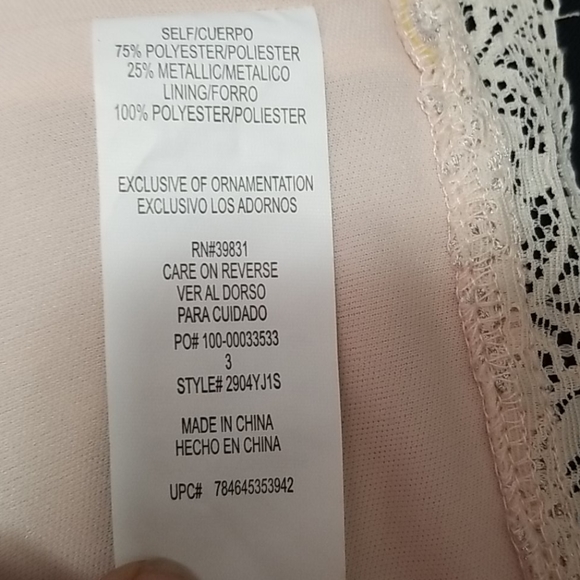 SELF/CUERPO
75% POLYESTER/POLIESTER
25% METALLIC/METALICO
LINING/FORRO
100% POLYESTER/POLIESTER
EXCLUSIVE OF ORNAMENTATION
EXCLUSIVO LOS ADORNOS
RN#39831
CARE ON REVERSE
VER AL DORSO
PARA CUIDADO
PO# 100-00033533
3
STYLE# 2904YJ1S
MADE IN CHINA
HECHO EN CHINA
UPC# 784645353942